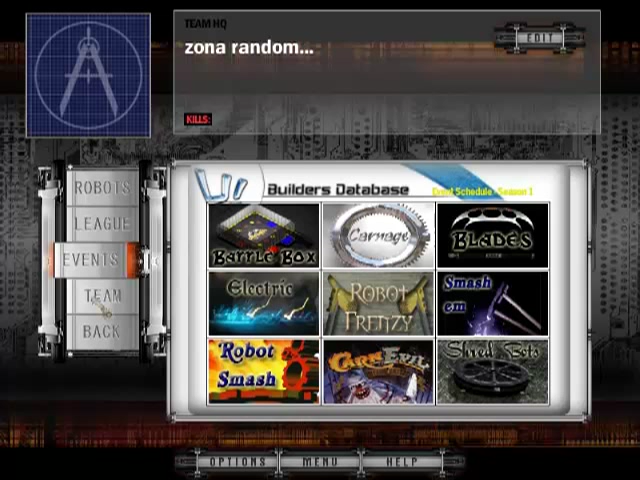 TEAM HQ
zona random...
EDIT
KILLS:
ROBOTS
LEAGUE
EVENTS
TEAM
BACK
Builders Database
Event Schedule - Season 1
BATTLE BOX
Carnage
BLADES
Electric
ROBOT
FRENZY
Smash
em
Robot
Smash
CarnEvil
Shred Bots
OPTIONS
MENU
HELP